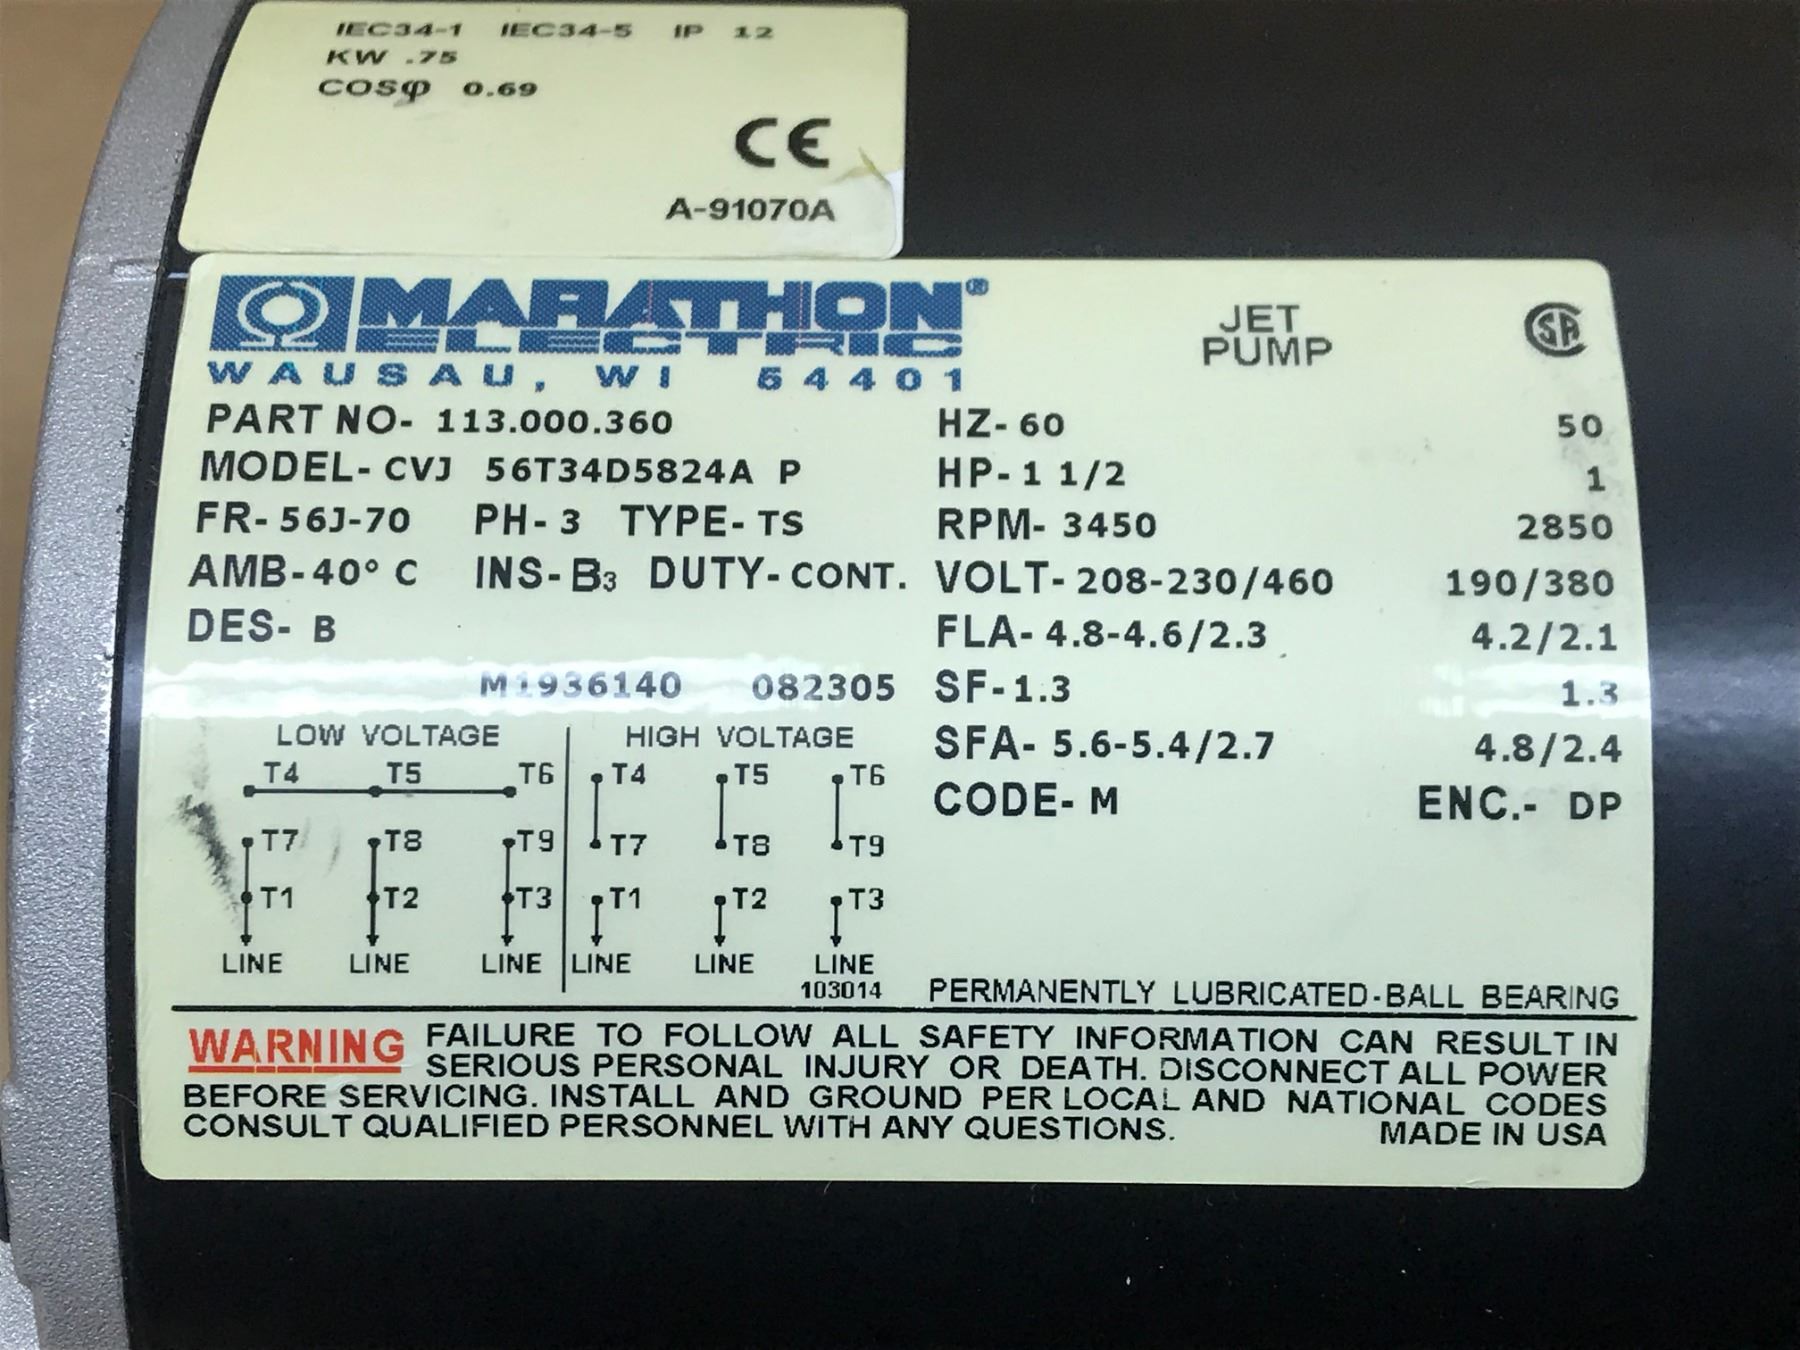 IEC34-1 IEC34-5 IP 12
KW .75
COSφ 0.69
CE
A-91070A
MARATHON®
ELECTRIC
WAUSAU, WI 54401
JET
PUMP
SA
PART NO- 113.000.360
MODEL- CVJ 56T34D5824A P
FR- 56J-70 PH- 3 TYPE- TS
AMB- 40° C INS- B3 DUTY- CONT.
DES- B
M1936140 082305
HZ- 60 50
HP- 1 1/2 1
RPM- 3450 2850
VOLT- 208-230/460 190/380
FLA- 4.8-4.6/2.3 4.2/2.1
SF- 1.3 1.3
SFA- 5.6-5.4/2.7 4.8/2.4
CODE- M ENC.- DP
LOW VOLTAGE HIGH VOLTAGE
T4 T5 T6 T4 T5 T6
T7 T8 T9 T7 T8 T9
T1 T2 T3 T1 T2 T3
LINE LINE LINE LINE LINE LINE
103014
PERMANENTLY LUBRICATED-BALL BEARING
WARNING FAILURE TO FOLLOW ALL SAFETY INFORMATION CAN RESULT IN
SERIOUS PERSONAL INJURY OR DEATH. DISCONNECT ALL POWER
BEFORE SERVICING. INSTALL AND GROUND PER LOCAL AND NATIONAL CODES
CONSULT QUALIFIED PERSONNEL WITH ANY QUESTIONS. MADE IN USA